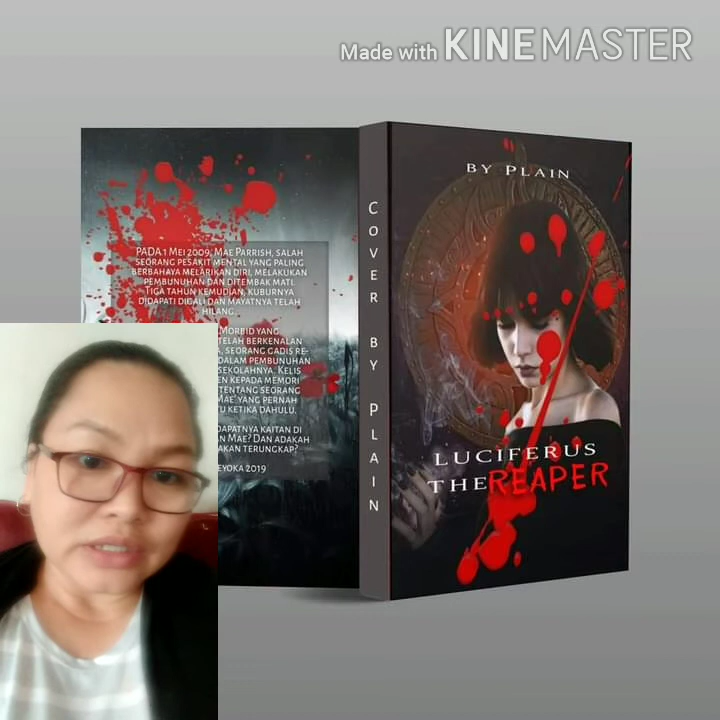 Made with KINEMASTER
PADA 1 MEI 2009, MAE PARRISH, SALAH
SEORANG PESAKIT MENTAL YANG PALING
BERBAHAYA MELARIKAN DIRI, MELAKUKAN
PEMBUNUHAN DAN DITEMBAK MATI.
TIGA TAHUN KEMUDIAN, KUBURNYA
DIDAPATI DIGALI DAN MAYATNYA TELAH
HILANG.
MORBID YANG
TELAH BERKENALAN
, SEORANG GADIS RE-
DALAM PEMBUNUHAN
SEKOLAHNYA. KELIS
KEPADA MEMORI
TENTANG SEORANG
MAE' YANG PERNAH
KETIKA DAHULU.
DAPATNYA KAITAN DI
MAE? DAN ADAKAH
AKAN TERUNGKAP?
2019
COVER BY PLAIN
BY PLAIN
LUCIFERUS
THE REAPER